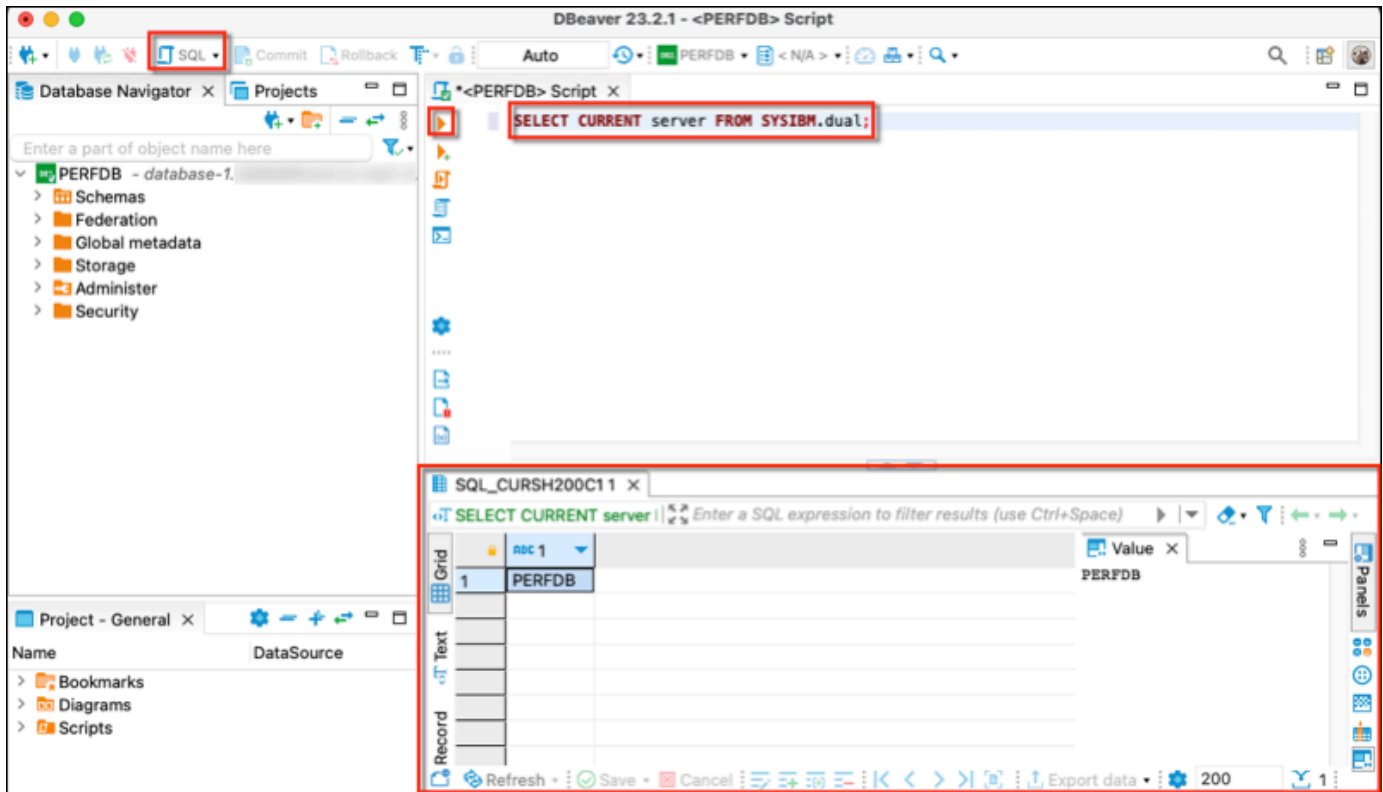 DBeaver 23.2.1 - <PERFDB> Script
SQL Commit Rollback Auto PERFDB < N/A >
Database Navigator Projects
Enter a part of object name here
PERFDB - database-1.
Schemas
Federation
Global metadata
Storage
Administer
Security
*<PERFDB> Script
SELECT CURRENT server FROM SYSIBM.dual;
Project - General
Name DataSource
Bookmarks
Diagrams
Scripts
SQL_CURSH200C1 1
SELECT CURRENT server Enter a SQL expression to filter results (use Ctrl+Space)
Grid
Text
Record
ABC 1
1 PERFDB
Value
PERFDB
Panels
Refresh Save Cancel Export data 200 1